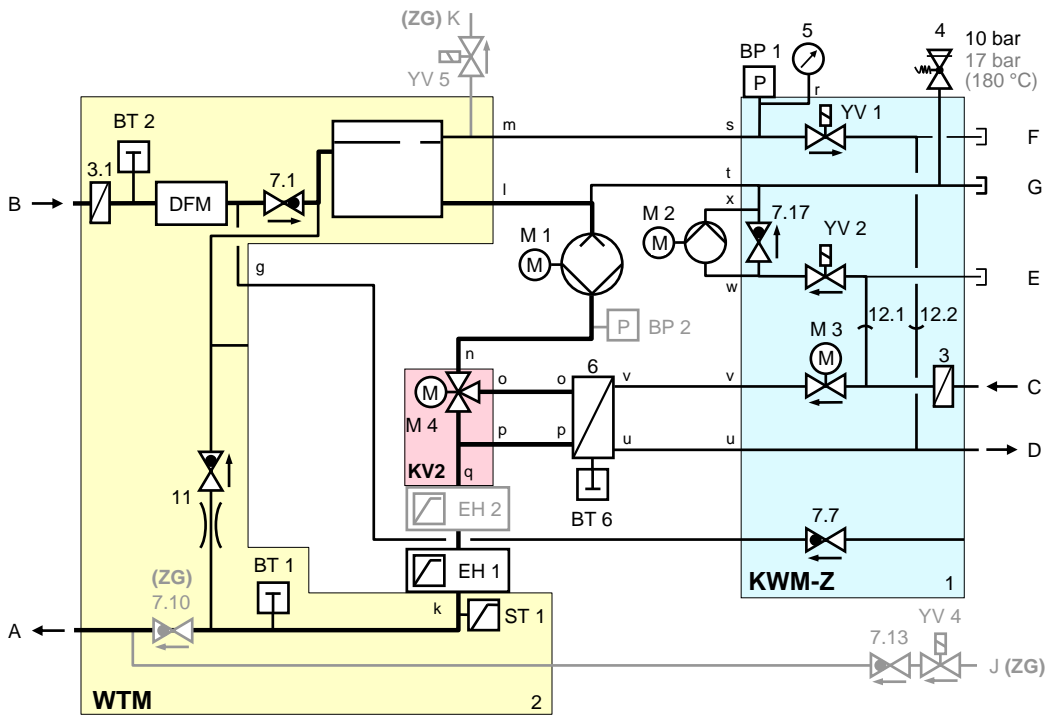 (ZG) K
YV 5
BP 1
P
5
r
4
10 bar
17 bar
(180 °C)
BT 2
3.1
B
DFM
7.1
m
s
YV 1
F
l
t
G
x
7.17
M 2
M
M 1
M
YV 2
g
w
E
P
BP 2
12.1
12.2
n
M 3
M
3
6
M
o
o
v
v
C
M 4
p
p
u
u
D
KV2
q
11
EH 2
BT 6
7.7
BT 1
EH 1
(ZG)
7.10
k
ST 1
KWM-Z
1
A
7.13
YV 4
J (ZG)
WTM
2